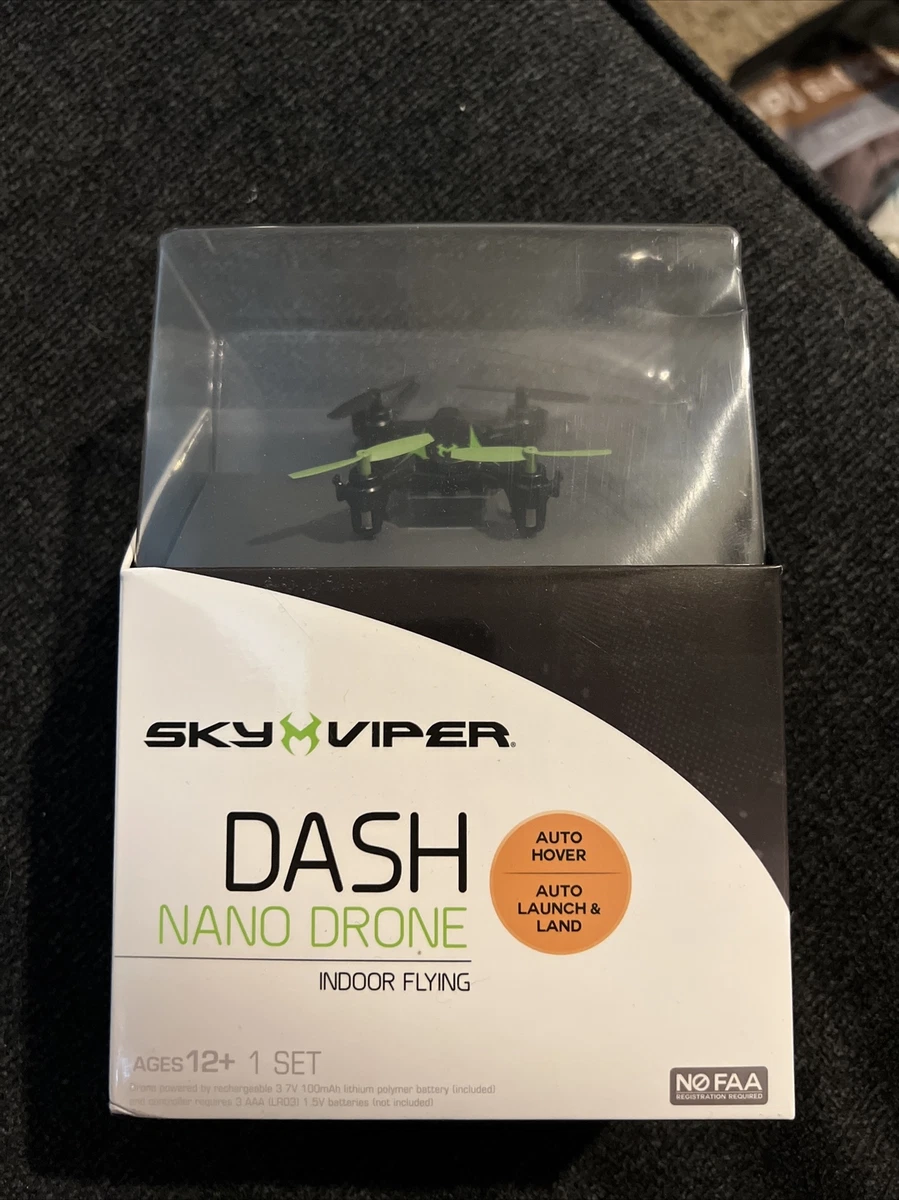 SKY VIPER®
DASH
NANO DRONE
INDOOR FLYING
AUTO
HOVER
AUTO
LAUNCH &
LAND
AGES 12+ 1 SET
Drone powered by rechargeable 3.7V 100mAh lithium polymer battery (included)
and controller requires 3 AAA (LR03) 1.5V batteries (not included)
NO FAA
REGISTRATION REQUIRED